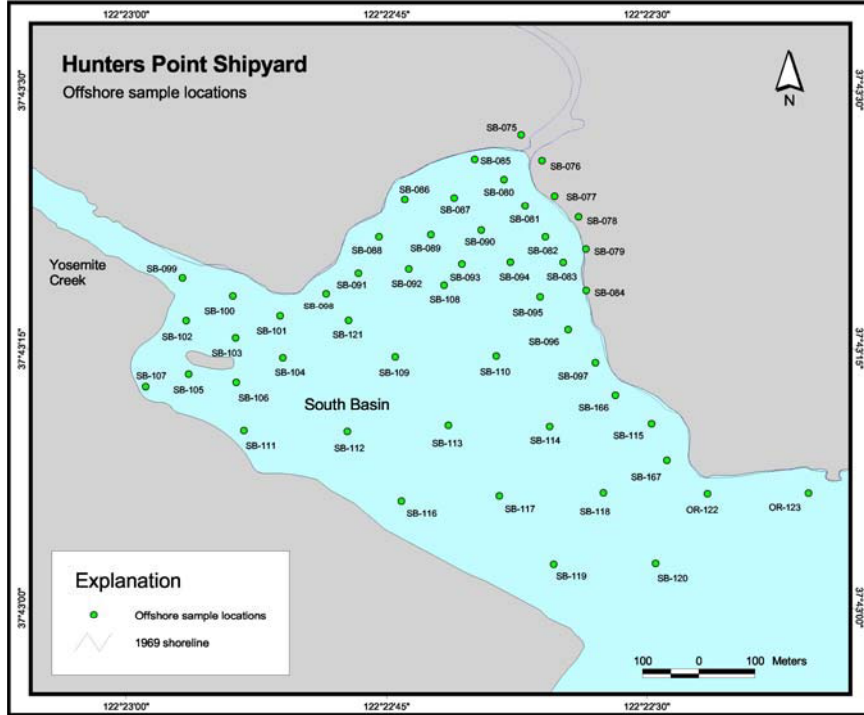 122°23'00" 122°22'45" 122°22'30"
Hunters Point Shipyard
Offshore sample locations
N
37°43'30" 37°43'30"
SB-075
SB-085
SB-076
SB-080
SB-086
SB-087
SB-077
SB-081
SB-078
SB-088
SB-089
SB-090
SB-082
SB-079
Yosemite
Creek
SB-099
SB-091
SB-092
SB-093
SB-094
SB-083
SB-108
SB-084
SB-100
SB-098
SB-095
SB-102
SB-101
SB-121
SB-096
37°43'15" 37°43'15"
SB-103
SB-104
SB-109
SB-110
SB-097
SB-107
SB-105
SB-106
South Basin
SB-166
SB-111
SB-112
SB-113
SB-114
SB-115
SB-167
SB-116
SB-117
SB-118
OR-122
OR-123
SB-119
SB-120
37°43'00" 37°43'00"
Explanation
Offshore sample locations
1969 shoreline
100 0 100 Meters
122°23'00" 122°22'45" 122°22'30"